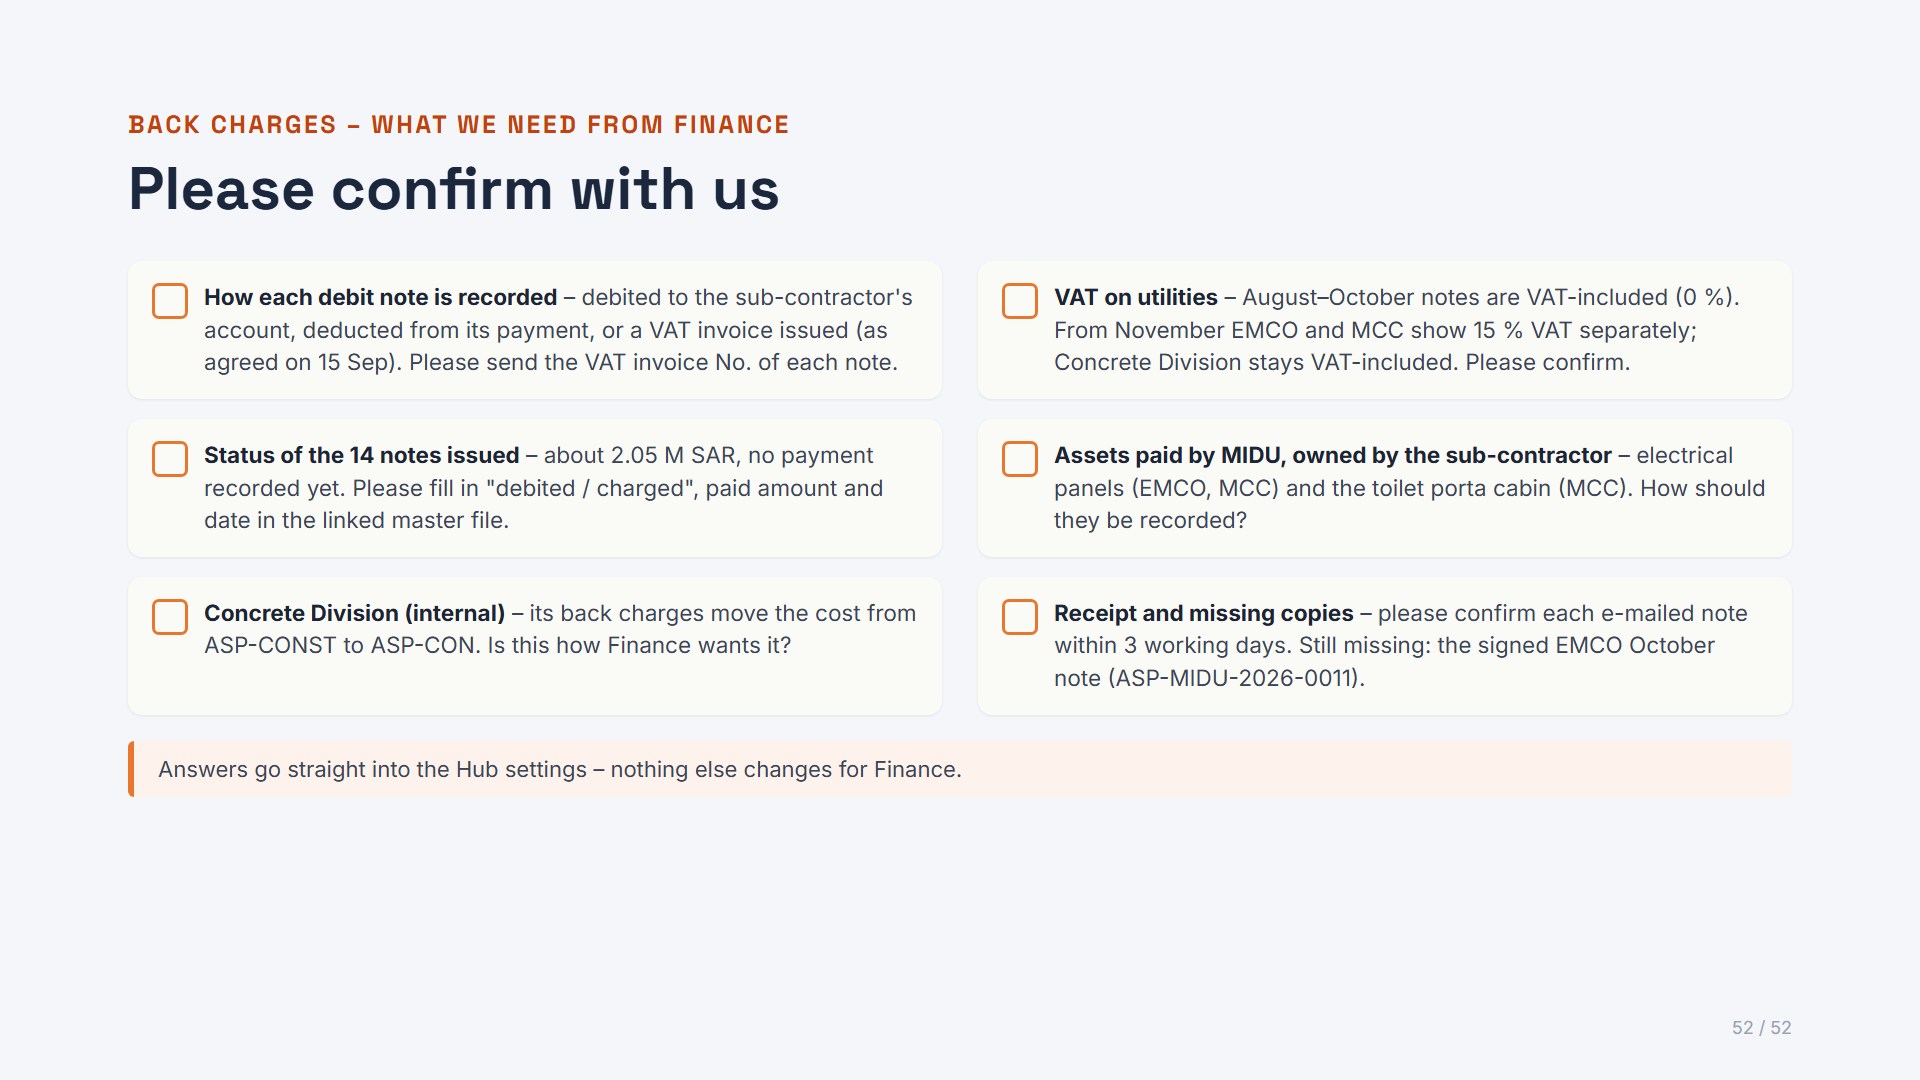 BACK CHARGES – WHAT WE NEED FROM FINANCE
Please confirm with us
How each debit note is recorded – debited to the sub-contractor's
account, deducted from its payment, or a VAT invoice issued (as
agreed on 15 Sep). Please send the VAT invoice No. of each note.
VAT on utilities – August–October notes are VAT-included (0 %).
From November EMCO and MCC show 15 % VAT separately;
Concrete Division stays VAT-included. Please confirm.
Status of the 14 notes issued – about 2.05 M SAR, no payment
recorded yet. Please fill in "debited / charged", paid amount and
date in the linked master file.
Assets paid by MIDU, owned by the sub-contractor – electrical
panels (EMCO, MCC) and the toilet porta cabin (MCC). How should
they be recorded?
Concrete Division (internal) – its back charges move the cost from
ASP-CONST to ASP-CON. Is this how Finance wants it?
Receipt and missing copies – please confirm each e-mailed note
within 3 working days. Still missing: the signed EMCO October
note (ASP-MIDU-2026-0011).
Answers go straight into the Hub settings – nothing else changes for Finance.
52 / 52